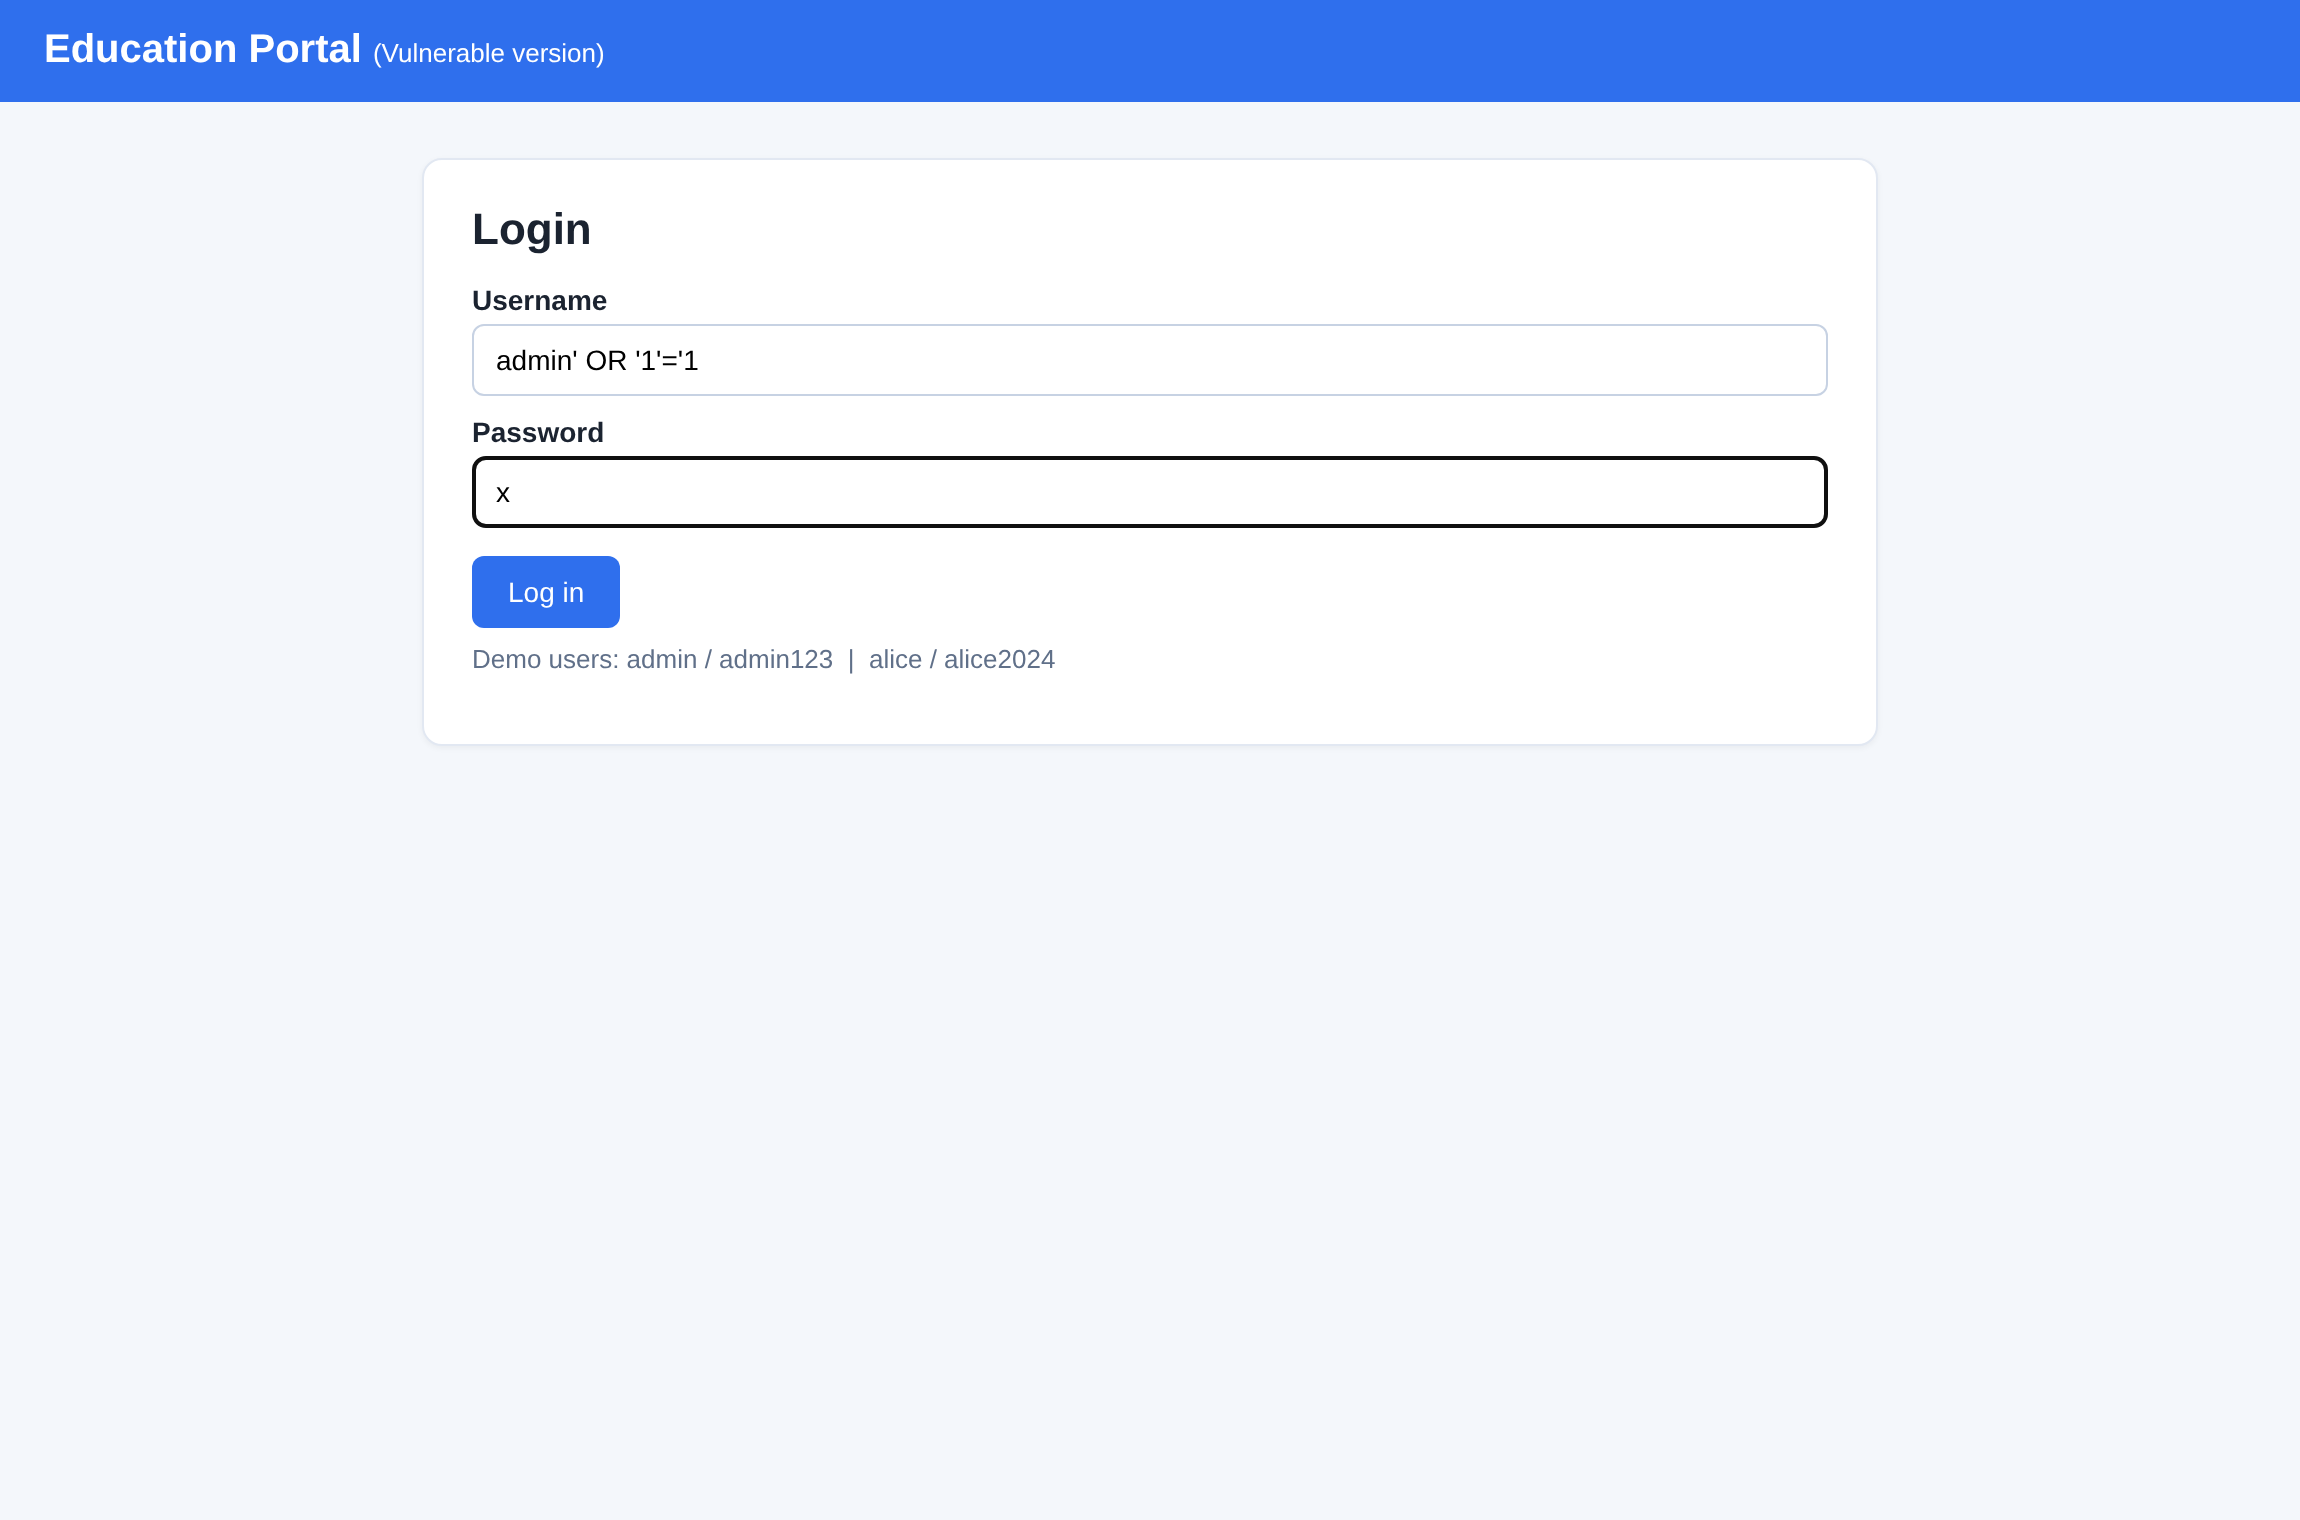 Education Portal (Vulnerable version)
Login
Username
admin' OR '1'='1
Password
x
Log in
Demo users: admin / admin123 | alice / alice2024